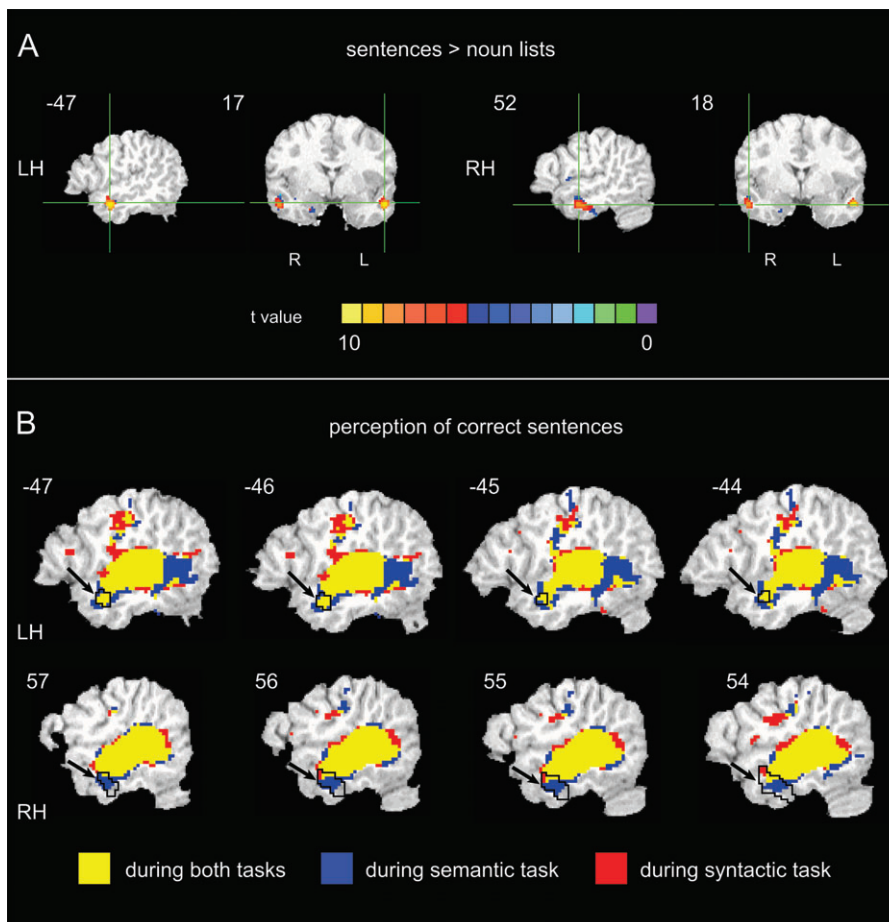 A
sentences > noun lists
-47 17 52 18
LH RH
R L R L
t value
10 0
B
perception of correct sentences
-47 -46 -45 -44
LH
57 56 55 54
RH
during both tasks during semantic task during syntactic task